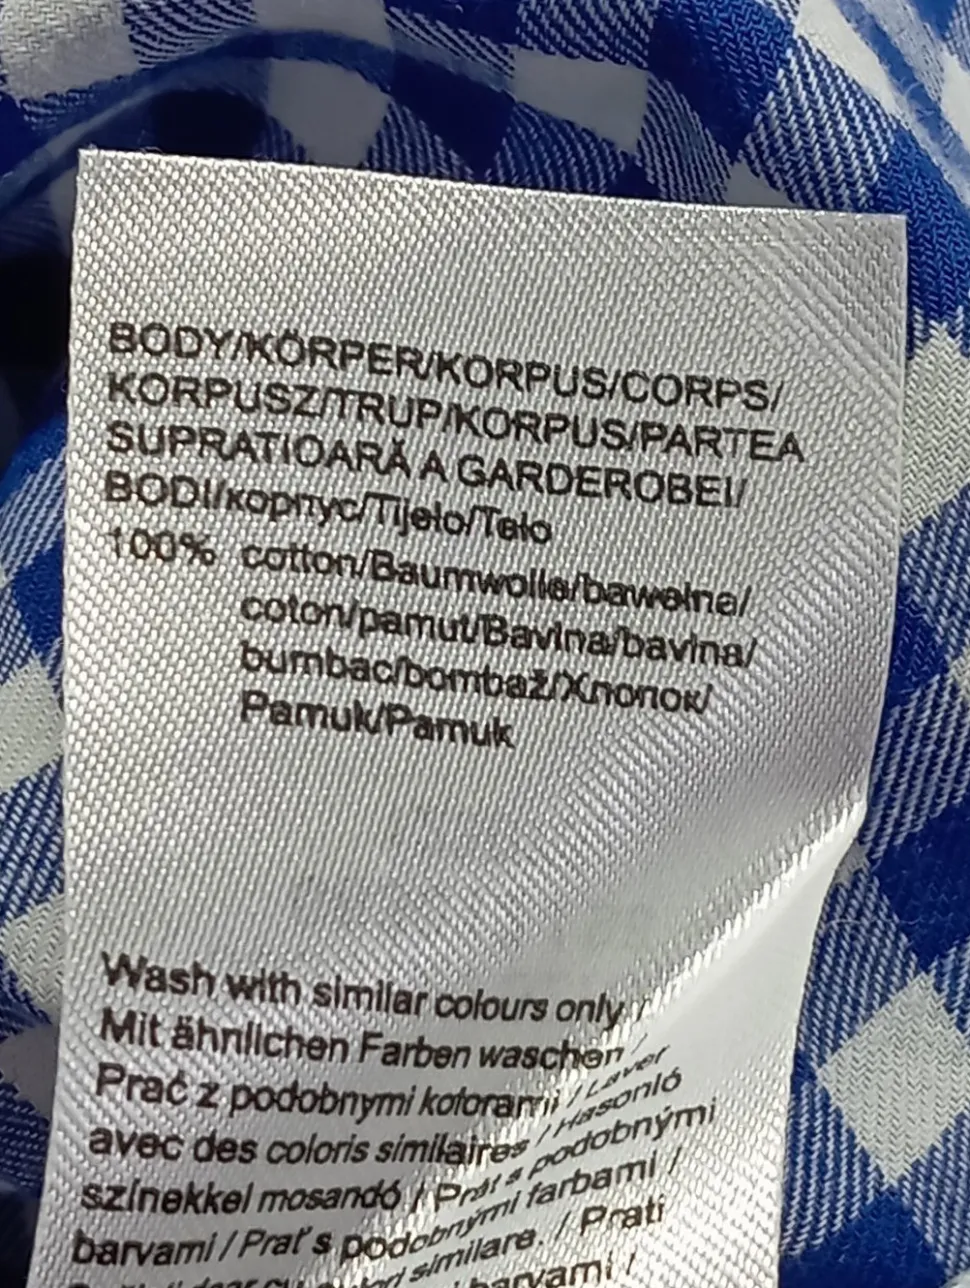 BODY/KÖRPER/KORPUS/CORPS/
KORPUSZ/TRUP/KORPUS/PARTEA
SUPRATIOARĂ A GARDEROBEI/
BODI/корпус/Tijelo/Telo
100% cotton/Baumwolle/bawełna/
coton/pamut/Bavlna/bavlna/
bumbac/bombaž/Хлопок/
Pamuk/Pamuk
Wash with similar colours only /
Mit ähnlichen Farben waschen /
Prać z podobnymi kolorami / Laver
avec des coloris similaires / Hasonló
színekkel mosandó / Prát s podobnými
barvami / Prať s podobnými farbami /
similare. / Prati
barvami /